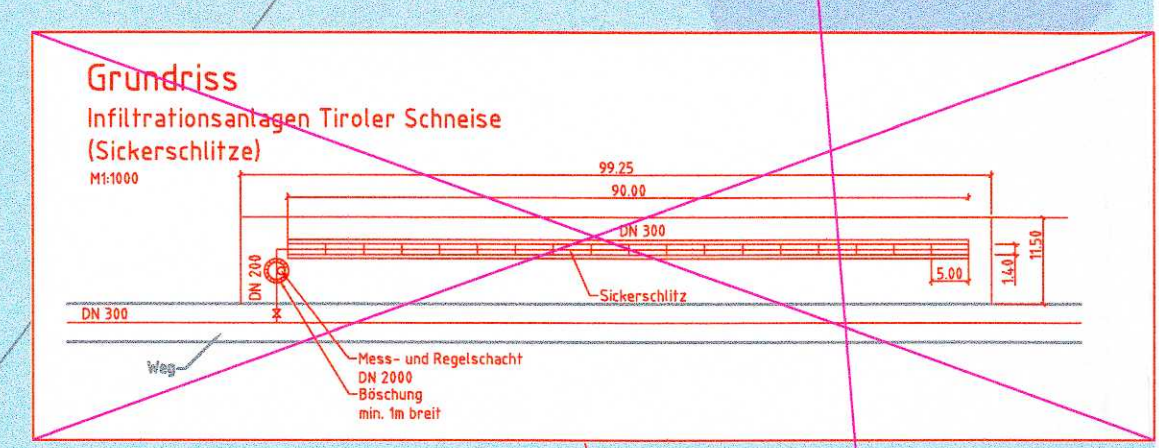 Grundriss
Infiltrationsanlagen Tiroler Schneise
(Sickerschlitze)
M1:1000
99.25
90.00
DN 300
11.50
DN 200
5.00
1.40
Sickerschlitz
DN 300
Weg
Mess- und Regelschacht
DN 2000
Böschung
min. 1m breit